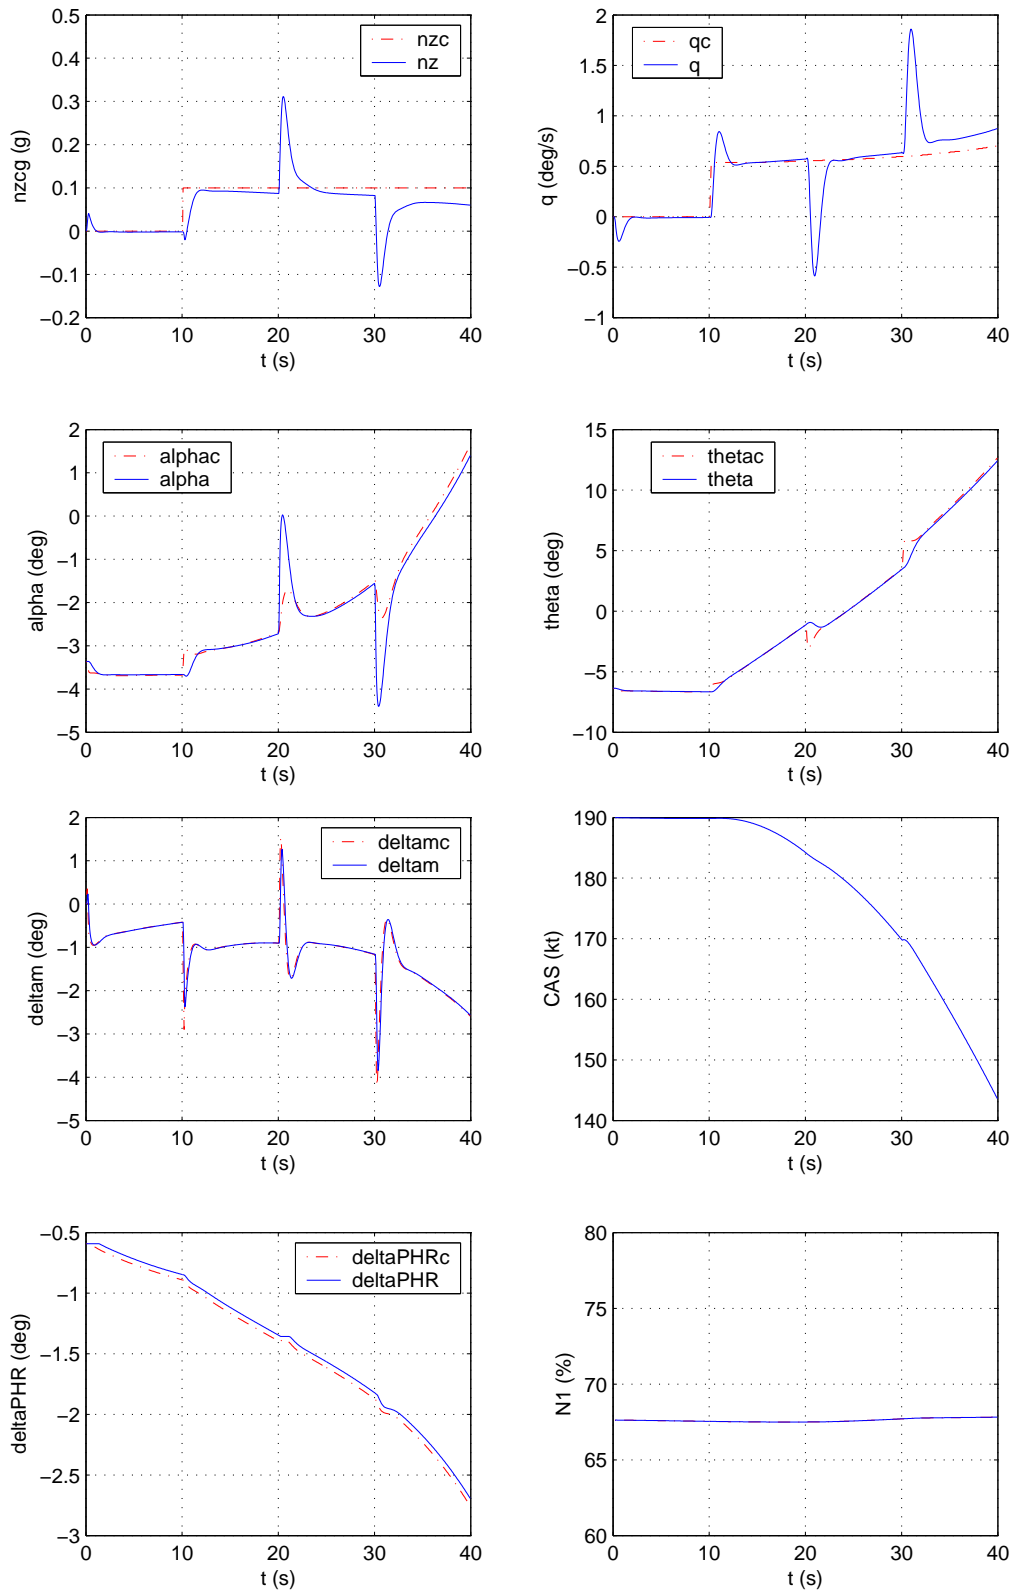 0.5
0.4
0.3
0.2
0.1
0
−0.1
−0.2
nzcg (g)
nzc
nz
0 10 20 30 40
t (s)
2
1.5
1
0.5
0
−0.5
−1
q (deg/s)
qc
q
0 10 20 30 40
t (s)
2
1
0
−1
−2
−3
−4
−5
alpha (deg)
alphac
alpha
0 10 20 30 40
t (s)
15
10
5
0
−5
−10
theta (deg)
thetac
theta
0 10 20 30 40
t (s)
2
1
0
−1
−2
−3
−4
−5
deltam (deg)
deltamc
deltam
0 10 20 30 40
t (s)
190
180
170
160
150
140
CAS (kt)
0 10 20 30 40
t (s)
−0.5
−1
−1.5
−2
−2.5
−3
deltaPHR (deg)
deltaPHRc
deltaPHR
0 10 20 30 40
t (s)
80
75
70
65
60
N1 (%)
0 10 20 30 40
t (s)